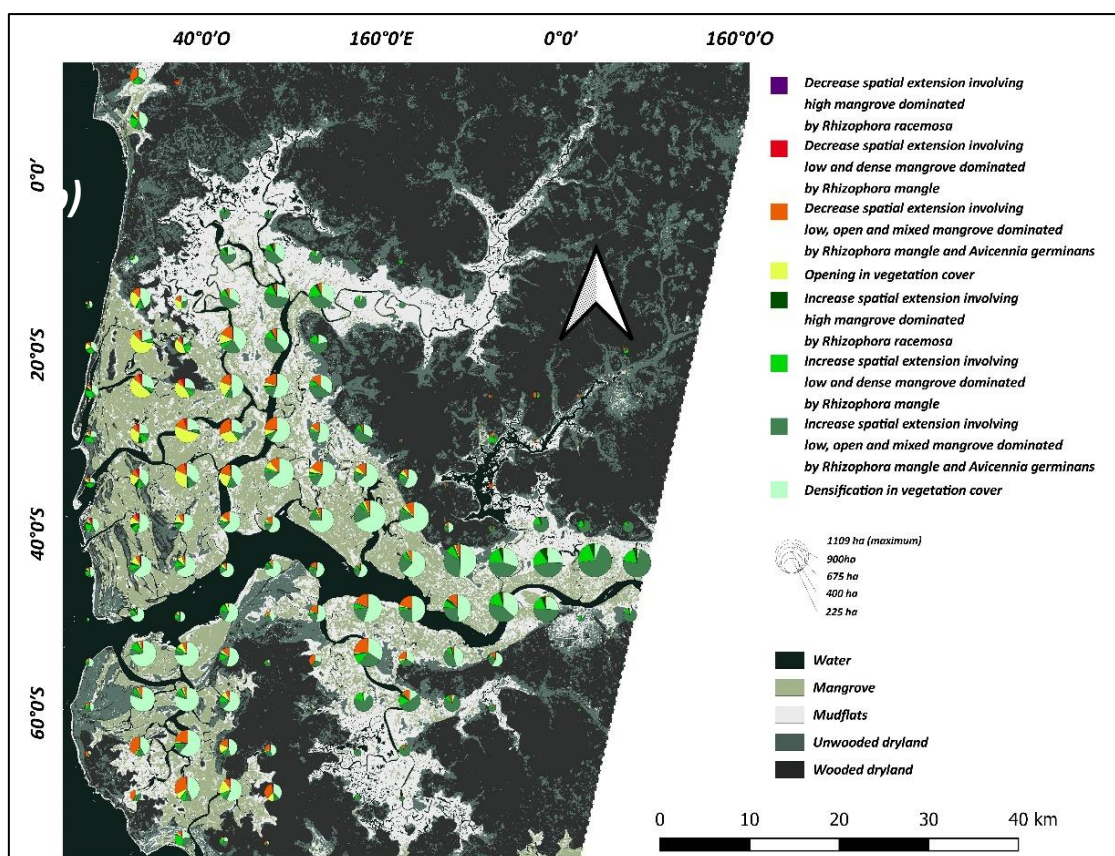 40°0'O 160°0'E 0°0' 160°0'O
0°0'
20°0'S
40°0'S
60°0'S
Decrease spatial extension involving
high mangrove dominated
by Rhizophora racemosa
Decrease spatial extension involving
low and dense mangrove dominated
by Rhizophora mangle
Decrease spatial extension involving
low, open and mixed mangrove dominated
by Rhizophora mangle and Avicennia germinans
Opening in vegetation cover
Increase spatial extension involving
high mangrove dominated
by Rhizophora racemosa
Increase spatial extension involving
low and dense mangrove dominated
by Rhizophora mangle
Increase spatial extension involving
low, open and mixed mangrove dominated
by Rhizophora mangle and Avicennia germinans
Densification in vegetation cover
1109 ha (maximum)
900ha
675 ha
400 ha
225 ha
Water
Mangrove
Mudflats
Unwooded dryland
Wooded dryland
0 10 20 30 40 km